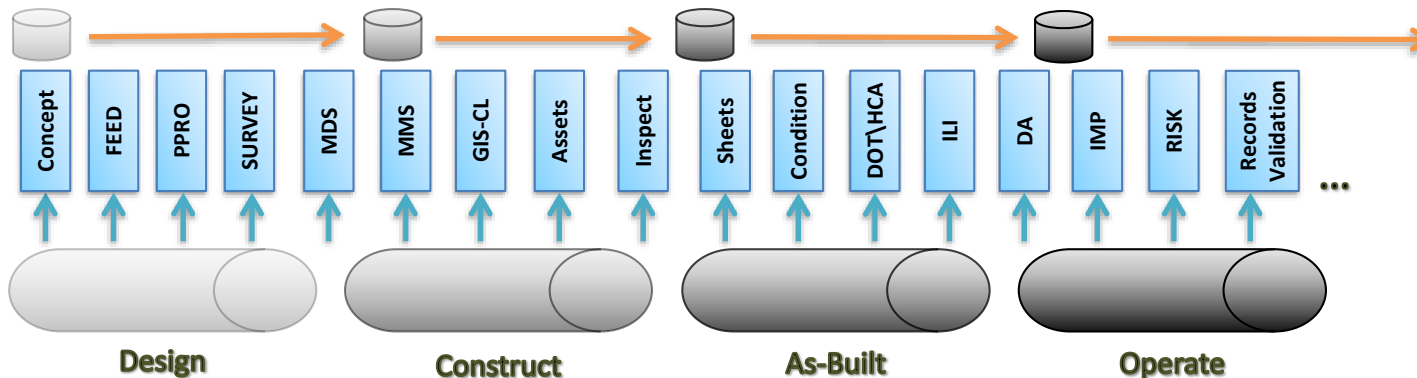 Concept
FEED
PPRO
SURVEY
MDS
MMS
GIS-CL
Assets
Inspect
Sheets
Condition
DOT\HCA
ILI
DA
IMP
RISK
Records
Validation
...
Design
Construct
As-Built
Operate